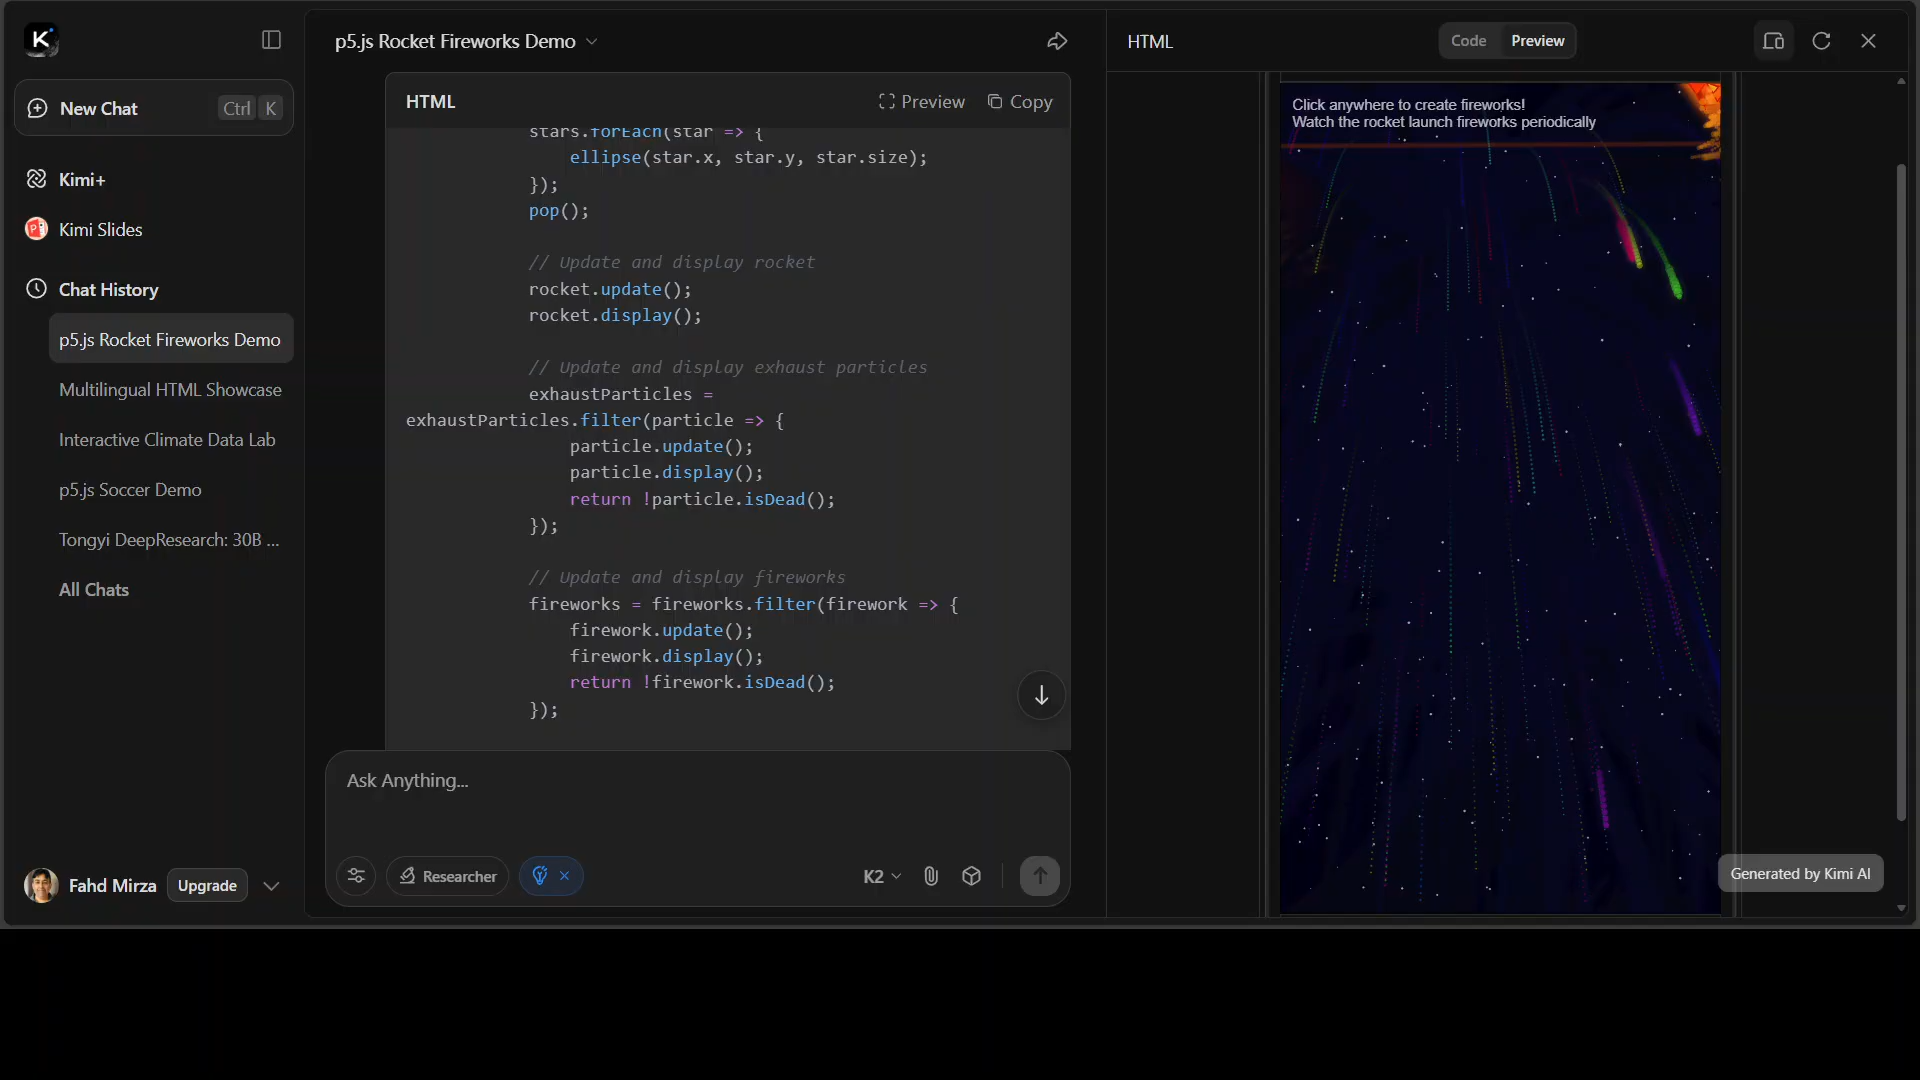 K
New Chat
Ctrl K
Kimi+
Kimi Slides
Chat History
p5.js Rocket Fireworks Demo
Multilingual HTML Showcase
Interactive Climate Data Lab
p5.js Soccer Demo
Tongyi DeepResearch: 30B ...
All Chats
Fahd Mirza
Upgrade
p5.js Rocket Fireworks Demo
HTML
Preview
Copy
stars.forEach(star => {
ellipse(star.x, star.y, star.size);
});
pop();
// Update and display rocket
rocket.update();
rocket.display();
// Update and display exhaust particles
exhaustParticles =
exhaustParticles.filter(particle => {
particle.update();
particle.display();
return !particle.isDead();
});
// Update and display fireworks
fireworks = fireworks.filter(firework => {
firework.update();
firework.display();
return !firework.isDead();
});
Ask Anything...
Researcher
K2
HTML
Code
Preview
Click anywhere to create fireworks!
Watch the rocket launch fireworks periodically
Generated by Kimi AI